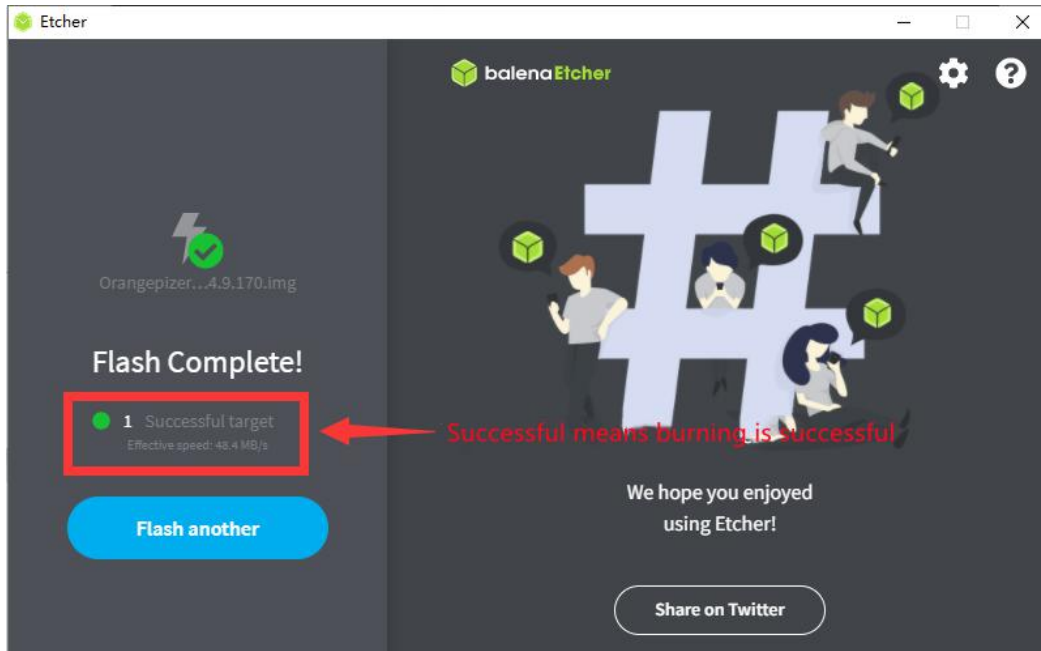 Etcher
balenaEtcher
Orangepizer...4.9.170.img
Flash Complete!
1 Successful target
Effective speed: 48.4 MB/s
Successful means burning is successful
Flash another
We hope you enjoyed
using Etcher!
Share on Twitter